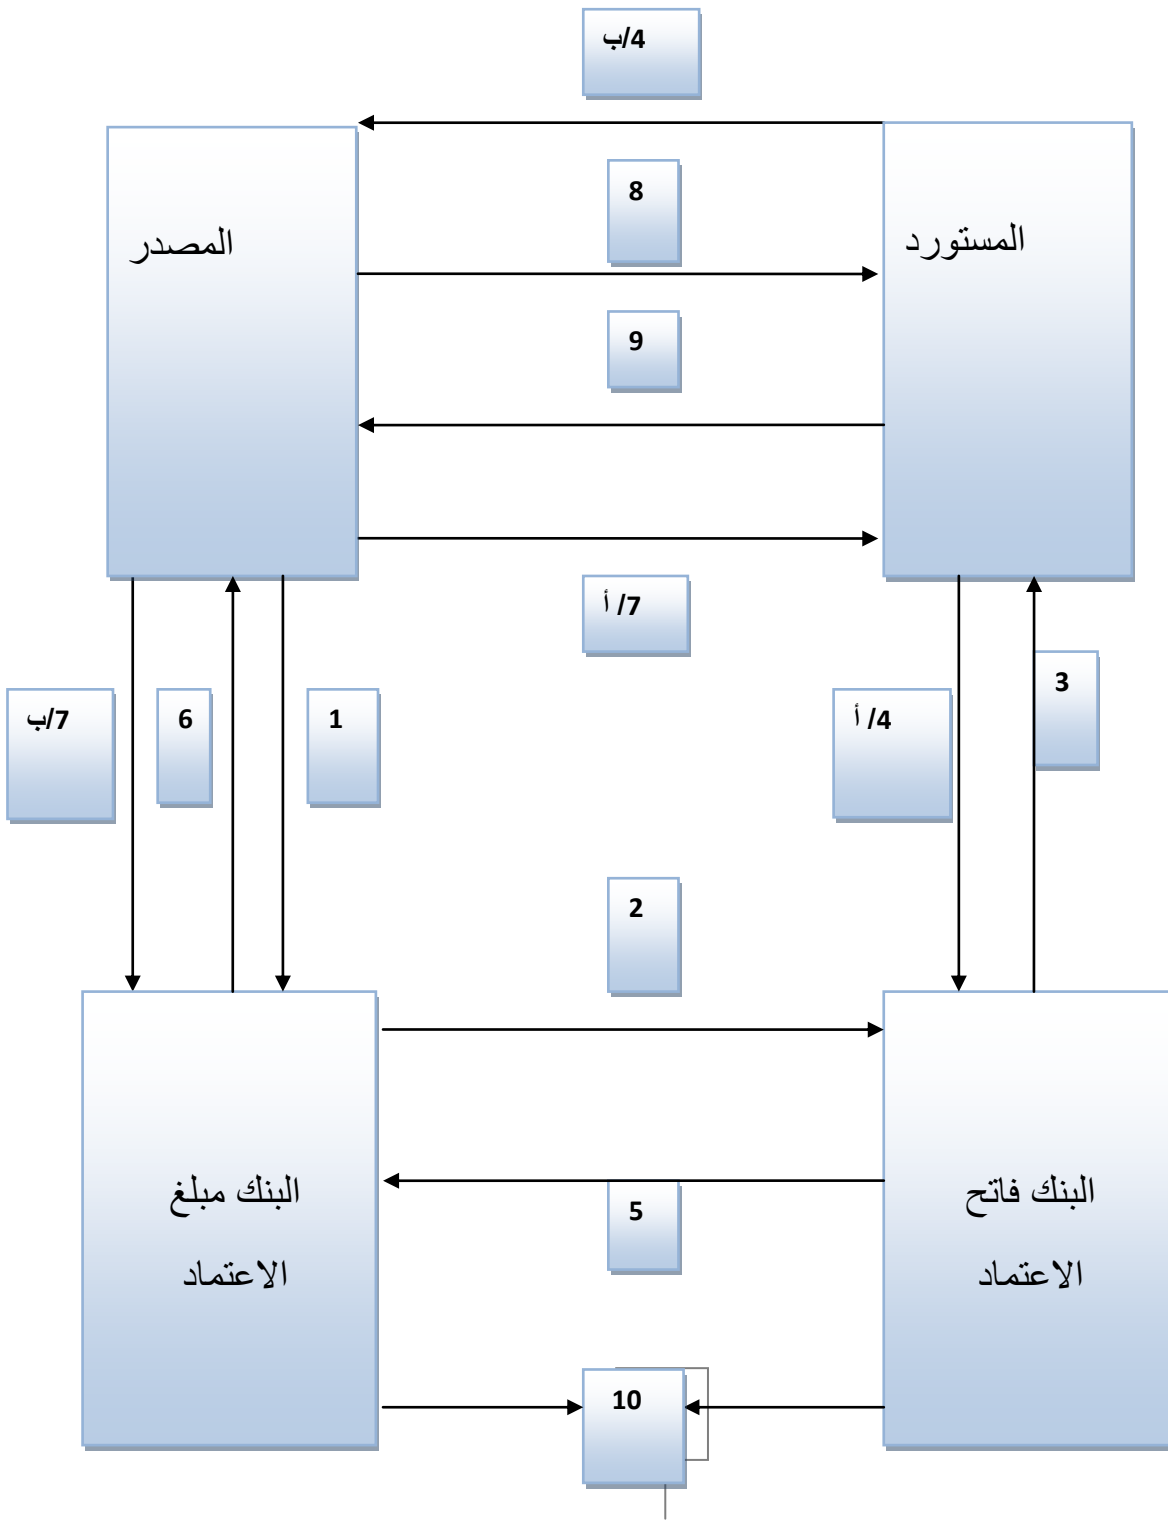 4/ب
المستورد
المصدر
8
9
7/ أ
3
4/ أ
1
6
7/ب
2
البنك فاتح
الاعتماد
البنك مبلغ
الاعتماد
5
10